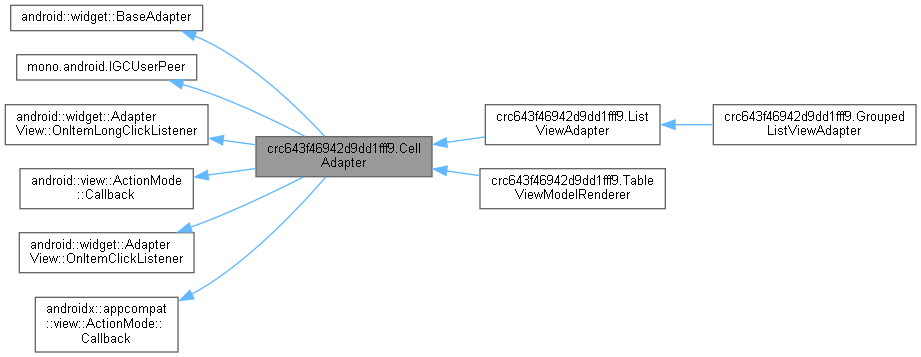 android::widget::BaseAdapter
mono.android.IGCUserPeer
android::widget::Adapter
View::OnItemLongClickListener
android::view::ActionMode
::Callback
android::widget::Adapter
View::OnItemClickListener
androidx::appcompat
::view::ActionMode::
Callback
crc643f46942d9dd1fff9.Cell
Adapter
crc643f46942d9dd1fff9.List
ViewAdapter
crc643f46942d9dd1fff9.Table
ViewModelRenderer
crc643f46942d9dd1fff9.Grouped
ListViewAdapter